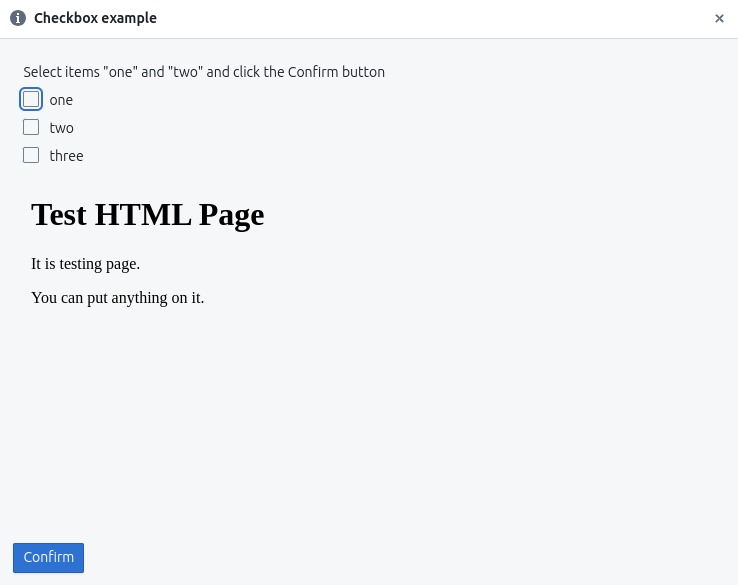 Checkbox example
Select items "one" and "two" and click the Confirm button
one
two
three
Test HTML Page
It is testing page.
You can put anything on it.
Confirm